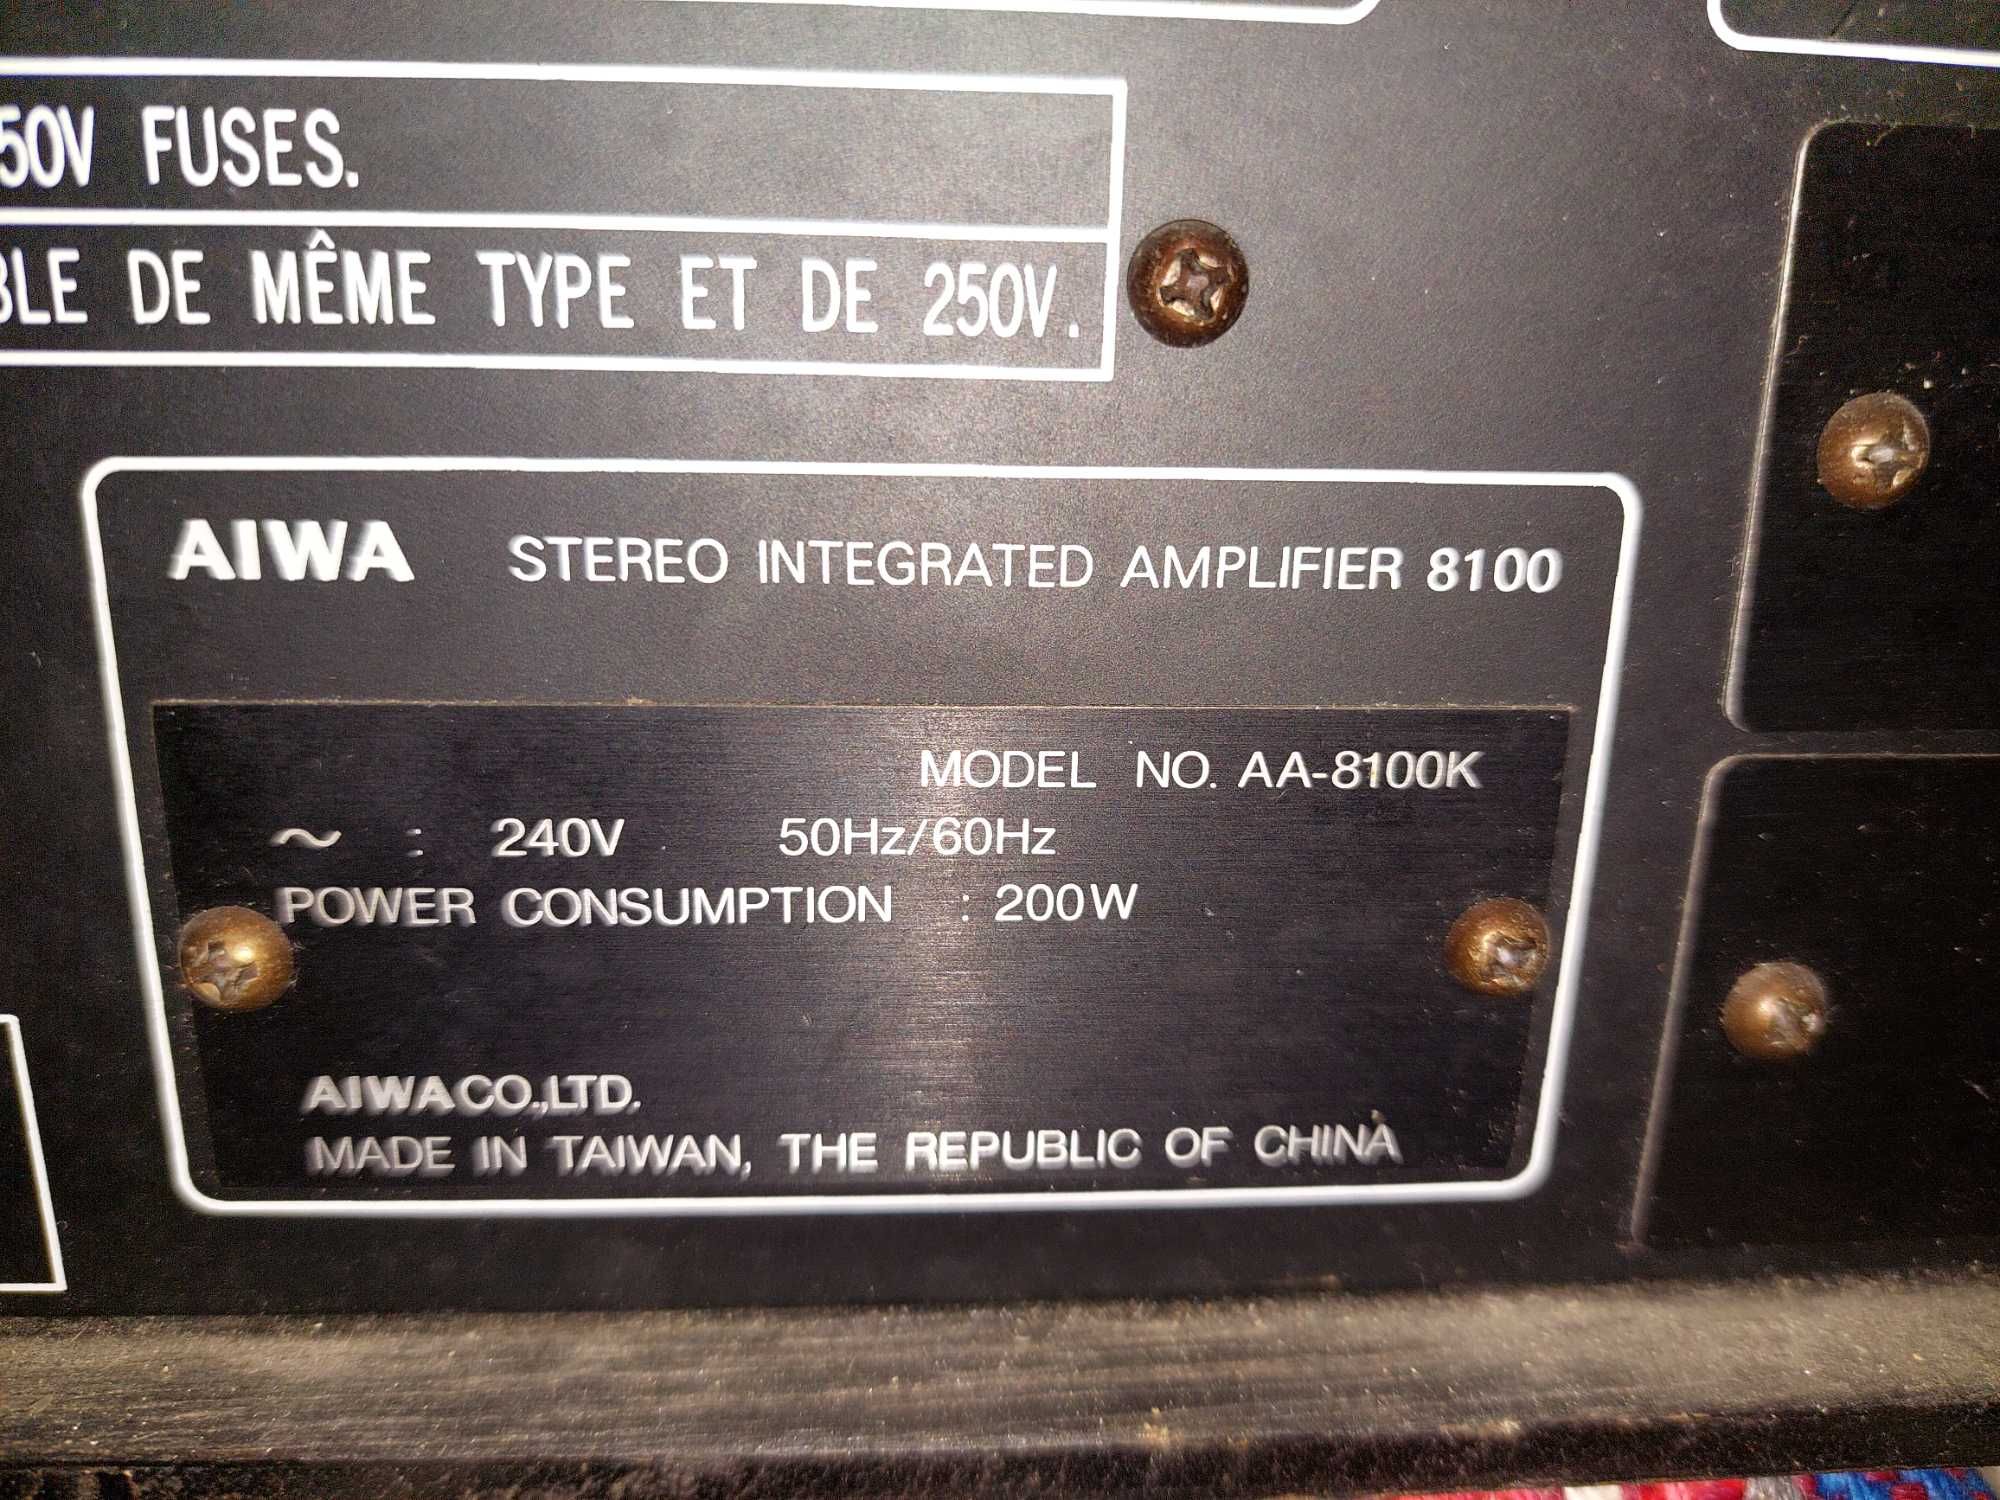 50V FUSES.
BLE DE MÊME TYPE ET DE 250V.
AIWA STEREO INTEGRATED AMPLIFIER 8100
MODEL NO. AA-8100K
~ : 240V 50Hz/60Hz
POWER CONSUMPTION : 200W
AIWA CO.,LTD.
MADE IN TAIWAN, THE REPUBLIC OF CHINA